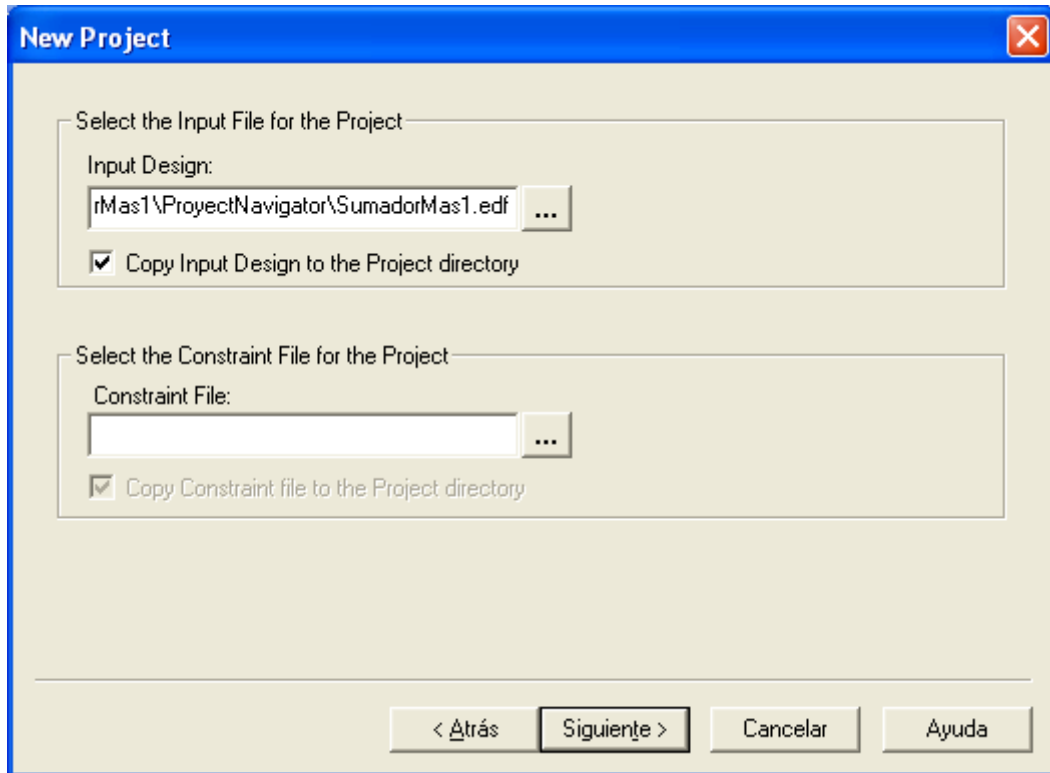 New Project
Select the Input File for the Project
Input Design:
rMas1\ProyectNavigator\SumadorMas1.edf
...
Copy Input Design to the Project directory
Select the Constraint File for the Project
Constraint File:
...
Copy Constraint file to the Project directory
< Atrás Siguiente > Cancelar Ayuda